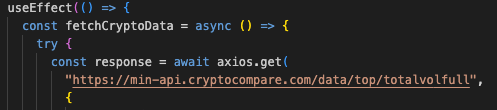 useEffect(() => {
const fetchCryptoData = async () => {
try {
const response = await axios.get(
"https://min-api.cryptocompare.com/data/top/totalvolfull",
{